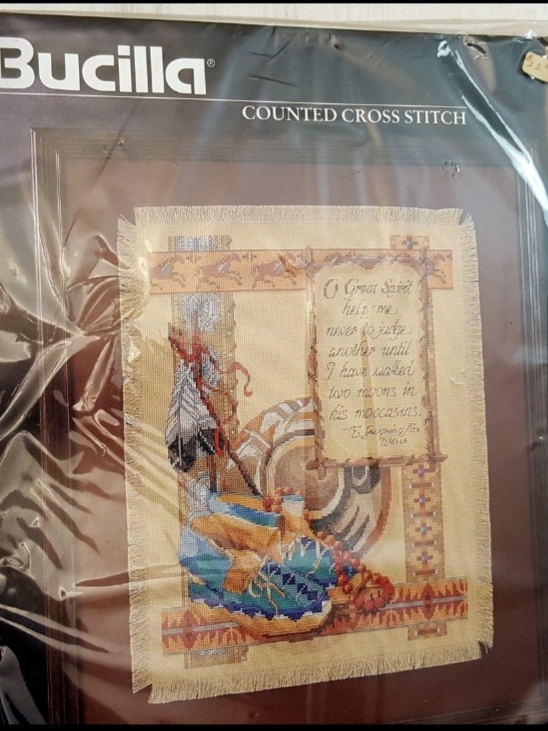 Bucilla®
COUNTED CROSS STITCH
O Great Spirit
help me
never to judge
another until
I have walked
two moons in
his moccasins.